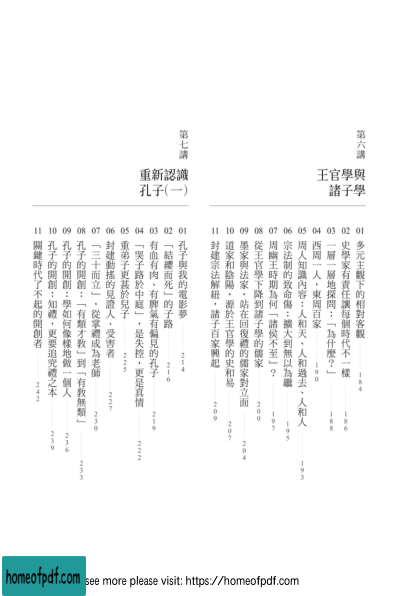 第六講
王官學與
諸子學
01 多元主觀下的相對客觀 184
02 史學家有責任讓每個時代不一樣 186
03 一層一層地探問：「為什麼？」 188
04 西周一人，東周百家 190
05 周人知識內容：人和天、人和過去、人和人 193
06 宗法制的致命傷：擴大到無以為繼 195
07 周幽王時期為何「諸侯不至」？ 197
08 從王官學下降到諸子學的儒家 200
09 墨家與法家，站在回復禮的儒家對立面 204
10 道家和陰陽，源於王官學的史和易 207
11 封建宗法解紐，諸子百家興起 209
第七講
重新認識
孔子(一)
01 孔子與我的電影夢 214
02 「結纓而死」的子路 216
03 有血有肉、有脾氣有偏見的孔子 219
04 「哭子路於中庭」，是失控，更是真情 222
05 重弟子更甚於兒子 225
06 封建動搖的見證人、受害者 227
07 「三十而立」，從掌禮成為老師 230
08 孔子的開創：「有類才教」到「有教無類」 233
09 孔子的開創：學如何像樣地做一個人 236
10 孔子的開創：知禮，更要追究禮之本 239
11 關鍵時代了不起的開創者 242
homeofpdf.com
see more please visit: https://homeofpdf.com